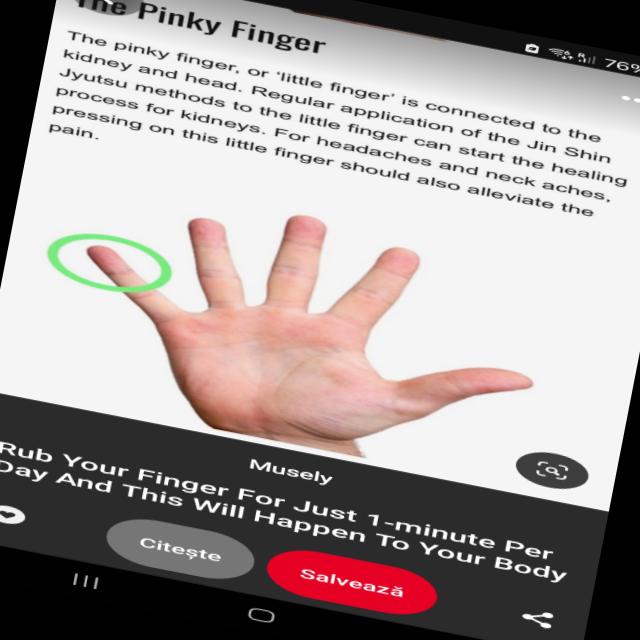 The Pinky Finger
76%
The pinky finger, or 'little finger' is connected to the
kidney and head. Regular application of the Jin Shin
Jyutsu methods to the little finger can start the healing
process for kidneys. For headaches and neck aches,
pressing on this little finger should also alleviate the
pain.
Musely
Rub Your Finger For Just 1-minute Per
Day And This Will Happen To Your Body
Citește
Salvează